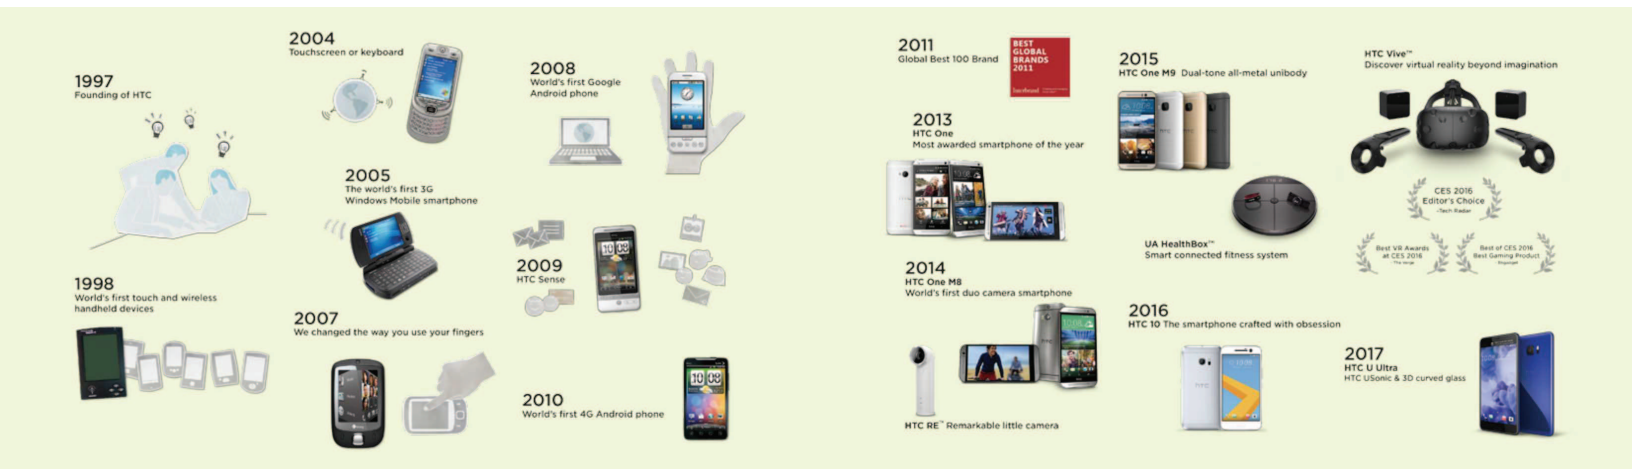 1997
Founding of HTC
1998
World's first touch and wireless
handheld devices
2004
Touchscreen or keyboard
2005
The world's first 3G
Windows Mobile smartphone
2007
We changed the way you use your fingers
2008
World's first Google
Android phone
2009
HTC Sense
10 08
2010
World's first 4G Android phone
10 08
2011
Global Best 100 Brand
BEST
GLOBAL
BRANDS
2011
Interbrand
2013
HTC One
Most awarded smartphone of the year
2014
HTC One M8
World's first duo camera smartphone
HTC RE™ Remarkable little camera
2015
HTC One M9 Dual-tone all-metal unibody
UA HealthBox™
Smart connected fitness system
2016
HTC 10 The smartphone crafted with obsession
HTC Vive™
Discover virtual reality beyond imagination
CES 2016
Editor's Choice
-Tech Radar
Best VR Awards
at CES 2016
Best of CES 2016
Best Gaming Product
2017
HTC U Ultra
HTC USonic & 3D curved glass